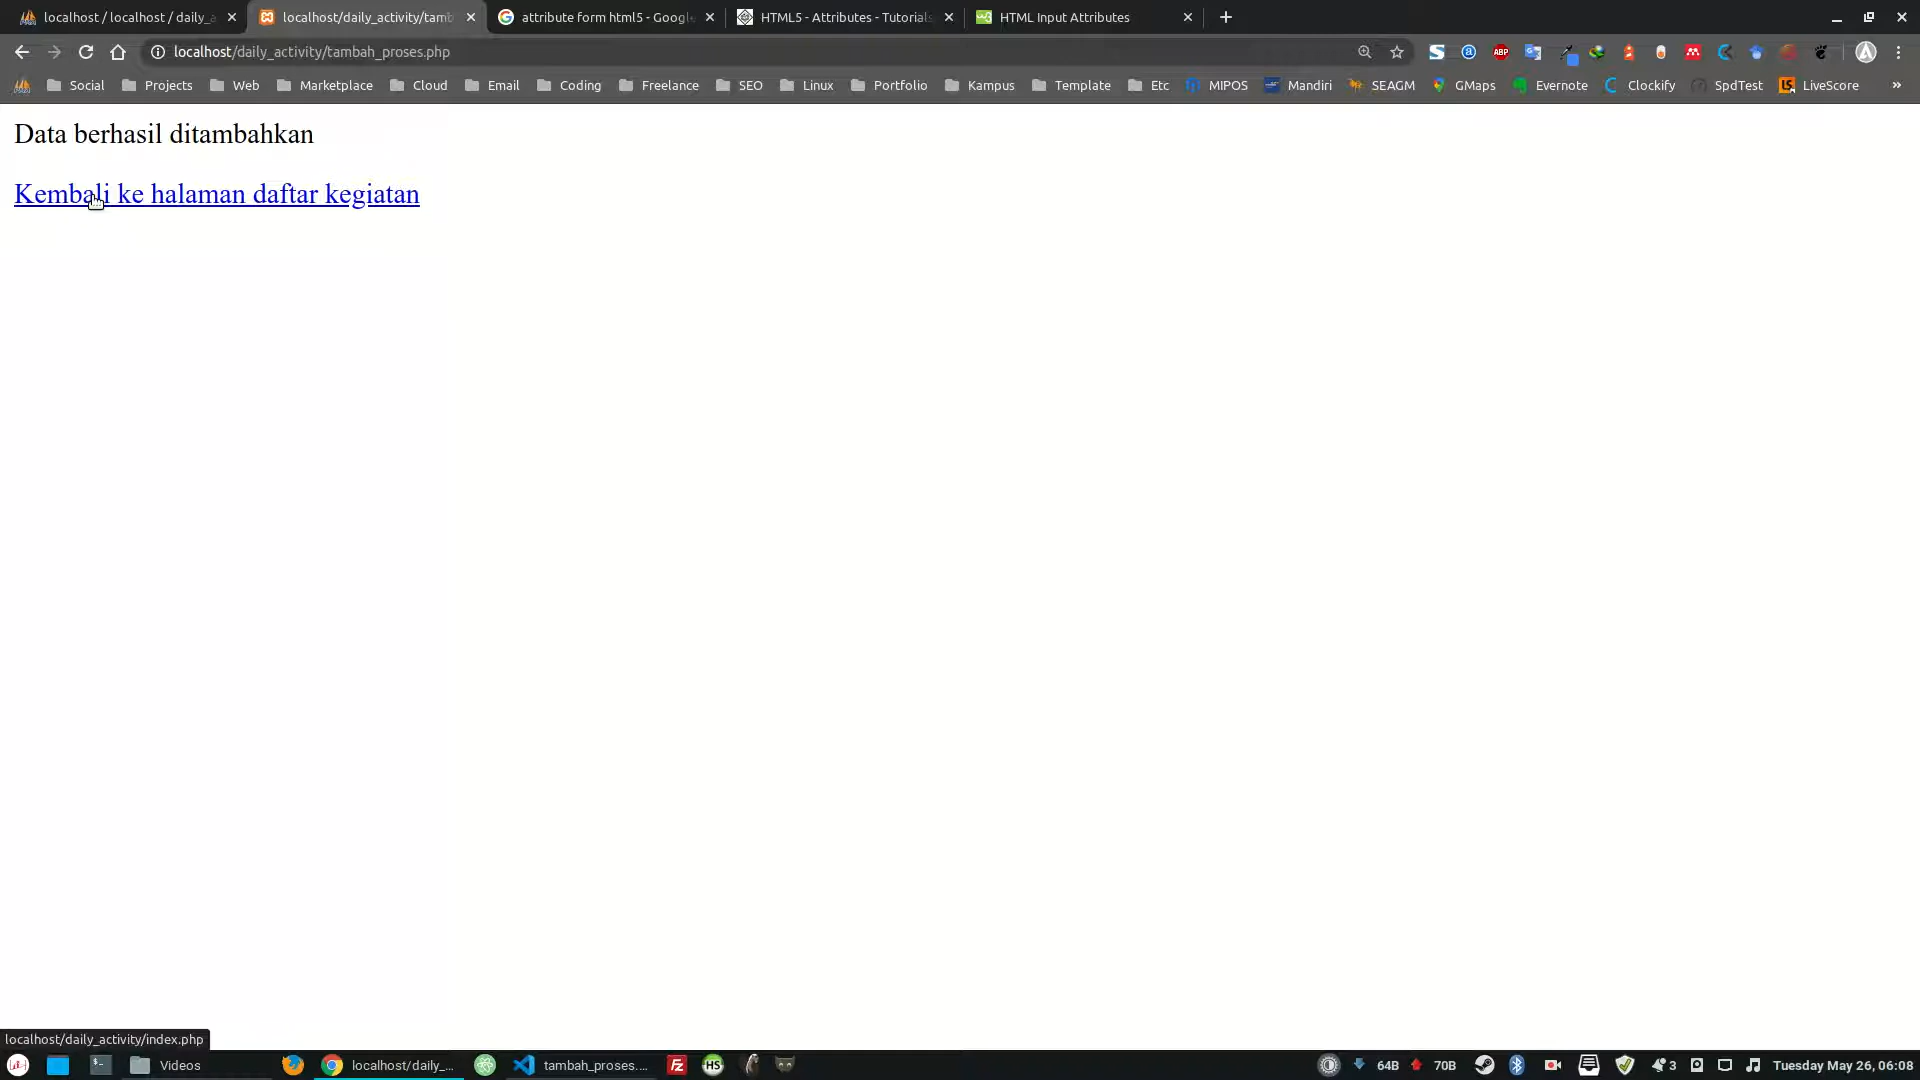 localhost / localhost / daily_a
localhost/daily_activity/tamb
attribute form html5 - Google
HTML5 - Attributes - Tutorials
HTML Input Attributes
localhost/daily_activity/tambah_proses.php
Social
Projects
Web
Marketplace
Cloud
Email
Coding
Freelance
SEO
Linux
Portfolio
Kampus
Template
Etc
MIPOS
Mandiri
SEAGM
GMaps
Evernote
Clockify
SpdTest
LiveScore
Data berhasil ditambahkan
Kembali ke halaman daftar kegiatan
localhost/daily_activity/index.php
Videos
localhost/daily_...
tambah_proses....
64B
70B
3
Tuesday May 26, 06:08